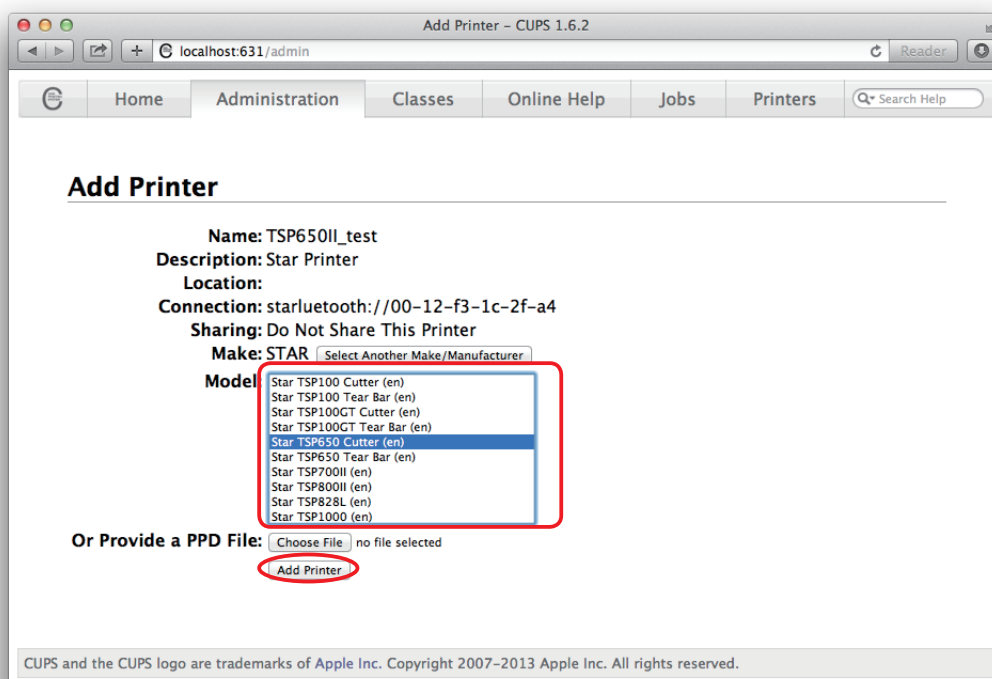 Add Printer – CUPS 1.6.2
localhost:631/admin
Reader
Home Administration Classes Online Help Jobs Printers Search Help
Add Printer
Name: TSP650II_test
Description: Star Printer
Location:
Connection: starluetooth://00-12-f3-1c-2f-a4
Sharing: Do Not Share This Printer
Make: STAR Select Another Make/Manufacturer
Model:
Star TSP100 Cutter (en)
Star TSP100 Tear Bar (en)
Star TSP100GT Cutter (en)
Star TSP100GT Tear Bar (en)
Star TSP650 Cutter (en)
Star TSP650 Tear Bar (en)
Star TSP700II (en)
Star TSP800II (en)
Star TSP828L (en)
Star TSP1000 (en)
Or Provide a PPD File: Choose File no file selected
Add Printer
CUPS and the CUPS logo are trademarks of Apple Inc. Copyright 2007-2013 Apple Inc. All rights reserved.